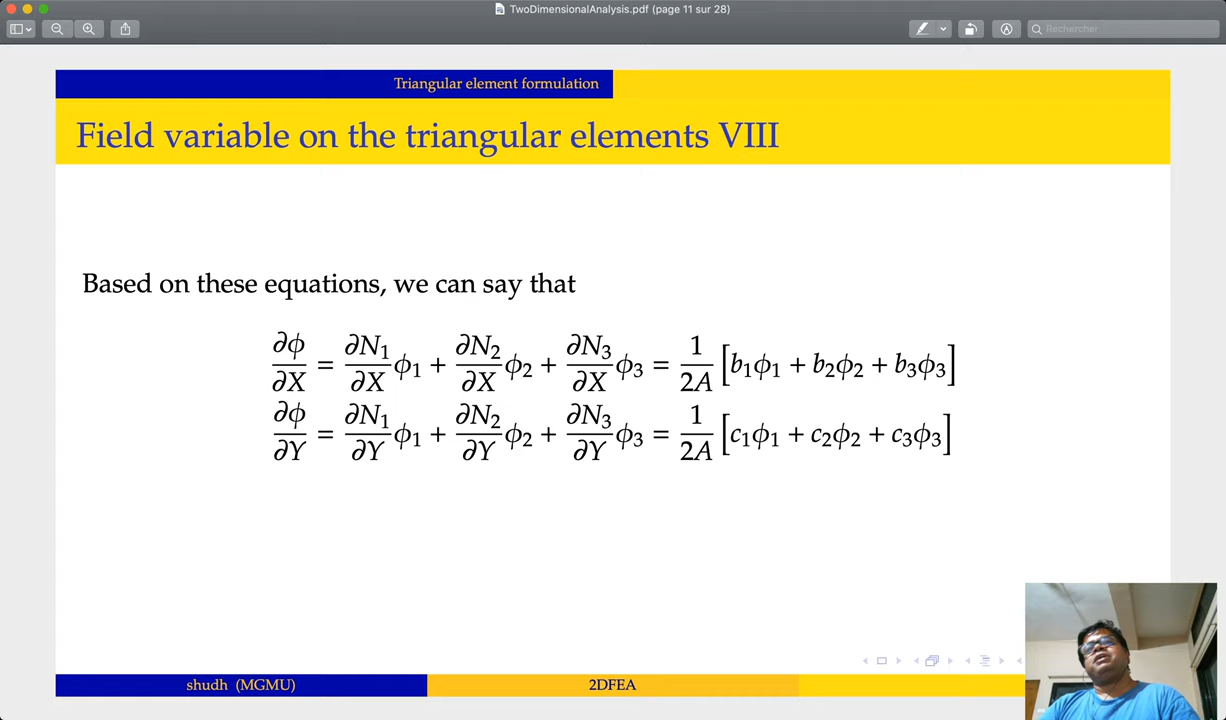 TwoDimensionalAnalysis.pdf (page 11 sur 28)
Rechercher
Triangular element formulation
Field variable on the triangular elements VIII
Based on these equations, we can say that
∂ϕ/∂X = ∂N₁/∂X ϕ₁ + ∂N₂/∂X ϕ₂ + ∂N₃/∂X ϕ₃ = 1/2A [b₁ϕ₁ + b₂ϕ₂ + b₃ϕ₃]
∂ϕ/∂Y = ∂N₁/∂Y ϕ₁ + ∂N₂/∂Y ϕ₂ + ∂N₃/∂Y ϕ₃ = 1/2A [c₁ϕ₁ + c₂ϕ₂ + c₃ϕ₃]
shudh (MGMU)
2DFEA